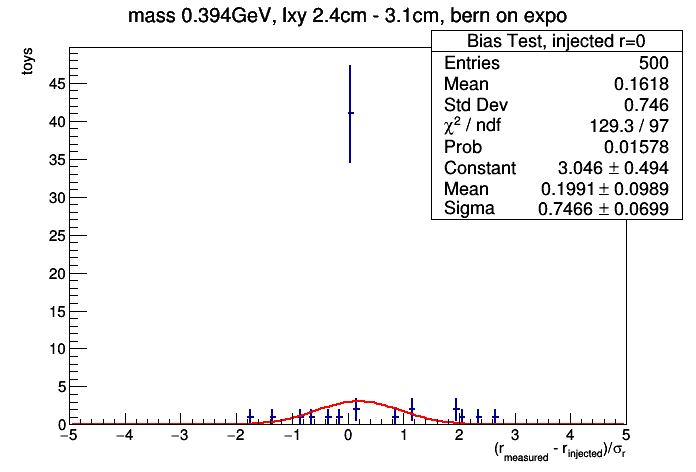 mass 0.394GeV, lxy 2.4cm - 3.1cm, bern on expo
Bias Test, injected r=0
Entries 500
Mean 0.1618
Std Dev 0.746
χ² / ndf 129.3 / 97
Prob 0.01578
Constant 3.046 ± 0.494
Mean 0.1991 ± 0.0989
Sigma 0.7466 ± 0.0699
toys
45
40
35
30
25
20
15
10
5
0
−5 −4 −3 −2 −1 0 1 2 3 4 5
(r_measured - r_injected)/σ_r